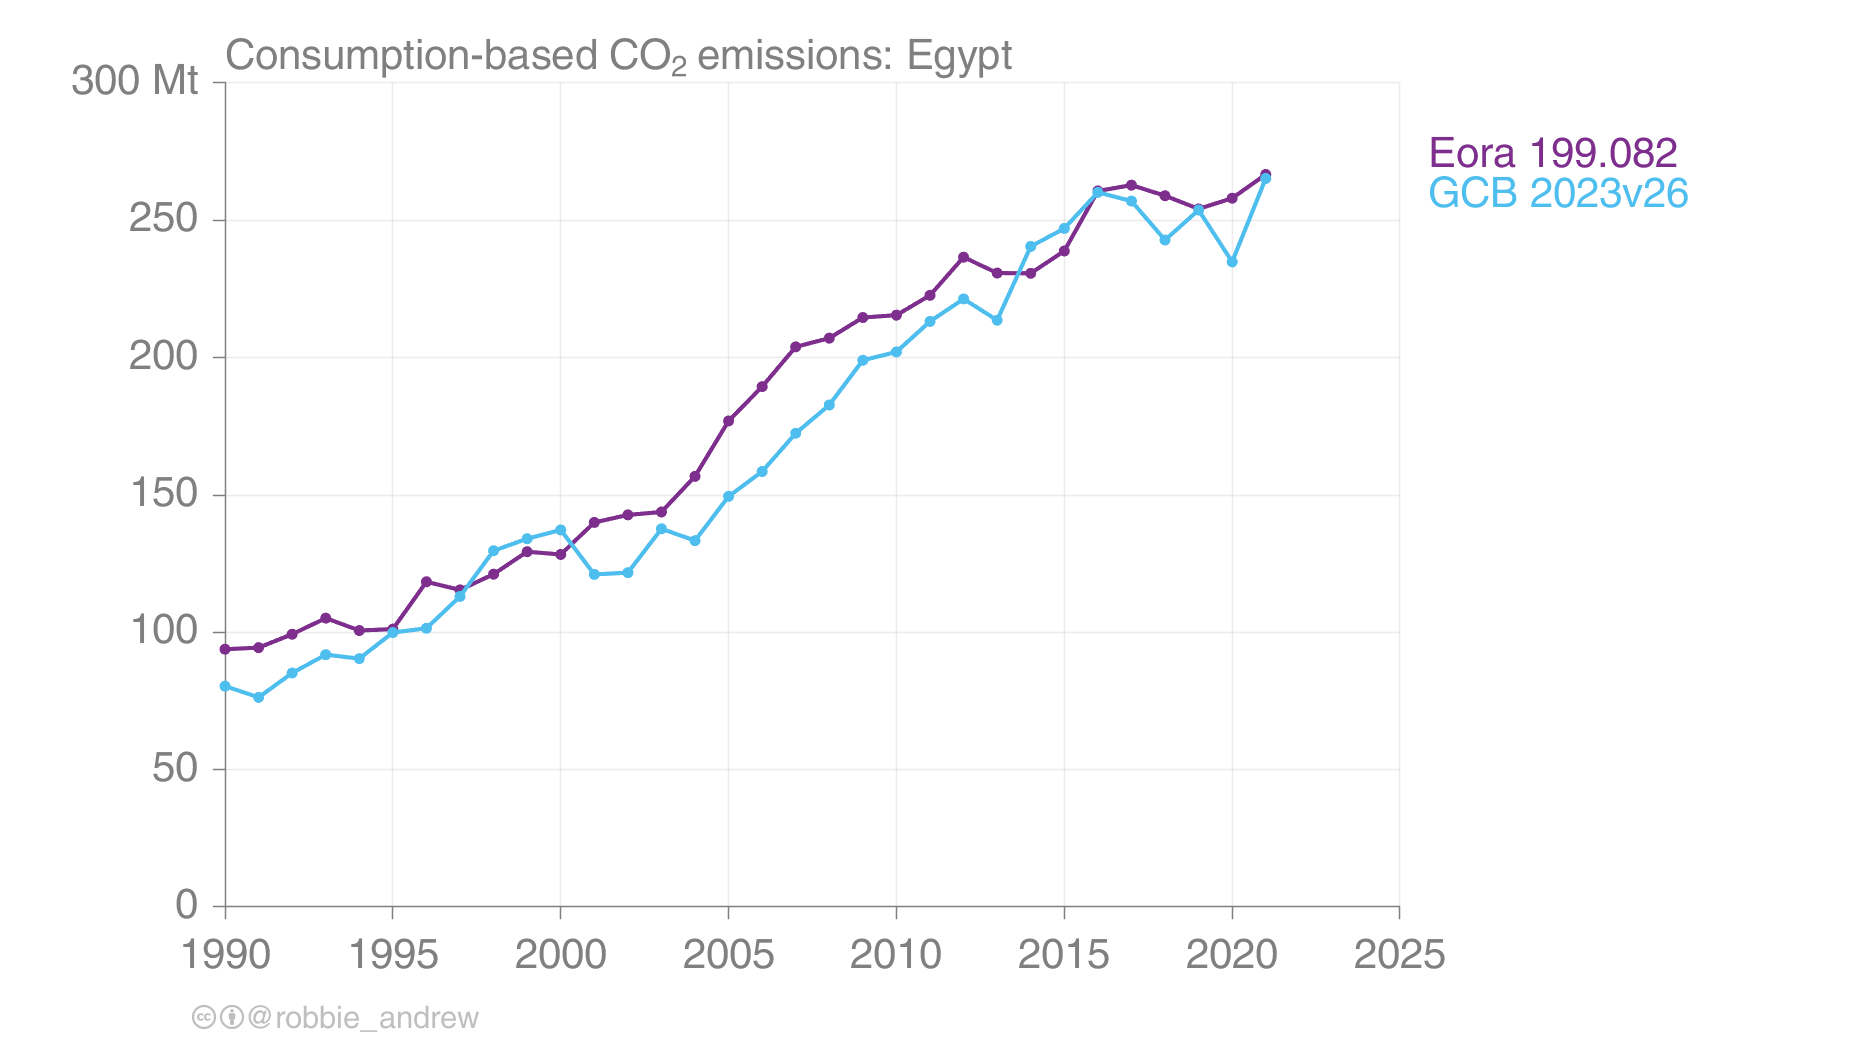 Consumption-based CO₂ emissions: Egypt
300 Mt
250
200
150
100
50
0
1990 1995 2000 2005 2010 2015 2020 2025
Eora 199.082
GCB 2023v26
cc @robbie_andrew